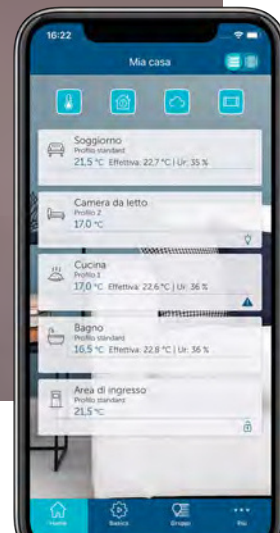 16:22
Mia casa
Soggiorno
Profilo standard
21,5 °C Effettiva: 22,7 °C | Ur: 35 %
Camera da letto
Profilo 2
17,0 °C
Cucina
Profilo 1
17,0 °C Effettiva: 22,6 °C | Ur: 36 %
Bagno
Profilo standard
16,5 °C Effettiva: 22,8 °C | Ur: 36 %
Area di ingresso
Profilo standard
21,5 °C
Home Basics Gruppi Più